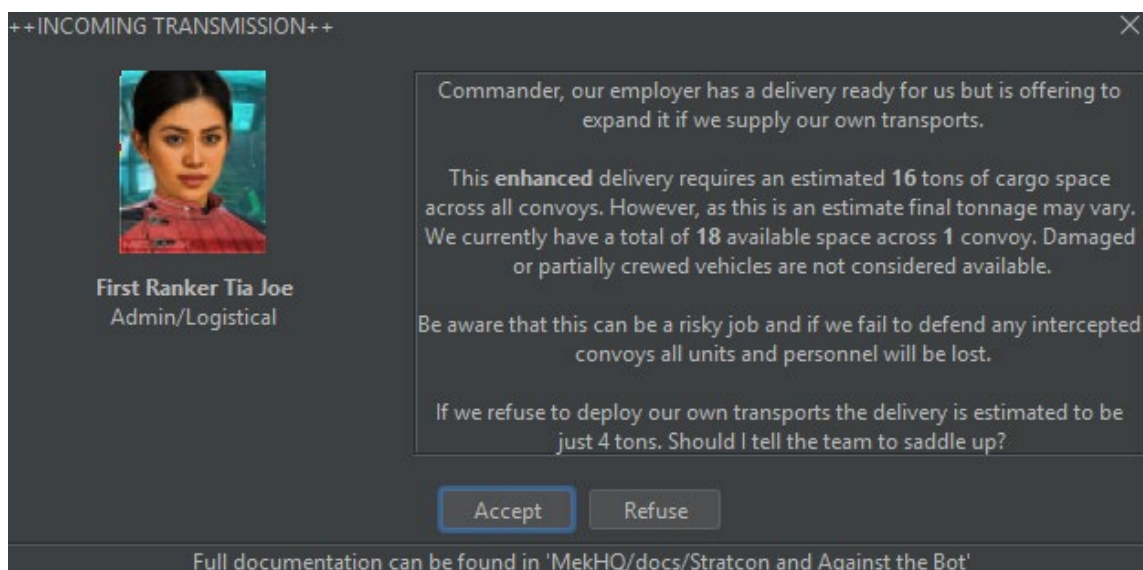 ++INCOMING TRANSMISSION++
First Ranker Tia Joe
Admin/Logistical
Commander, our employer has a delivery ready for us but is offering to
expand it if we supply our own transports.
This enhanced delivery requires an estimated 16 tons of cargo space
across all convoys. However, as this is an estimate final tonnage may vary.
We currently have a total of 18 available space across 1 convoy. Damaged
or partially crewed vehicles are not considered available.
Be aware that this can be a risky job and if we fail to defend any intercepted
convoys all units and personnel will be lost.
If we refuse to deploy our own transports the delivery is estimated to be
just 4 tons. Should I tell the team to saddle up?
Accept
Refuse
Full documentation can be found in 'MekHQ/docs/Stratcon and Against the Bot'